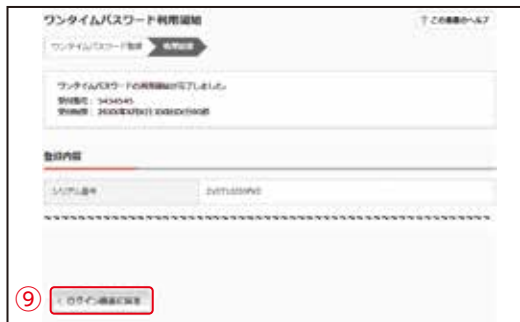 ワンタイムパスワード利用開始
? この画面のヘルプ
ワンタイムパスワード登録
利用開始
ワンタイムパスワードの利用開始が完了しました。
受付番号: 5454545
受付時刻:
登録内容
シリアル番号
⑨
< ログイン画面に戻る